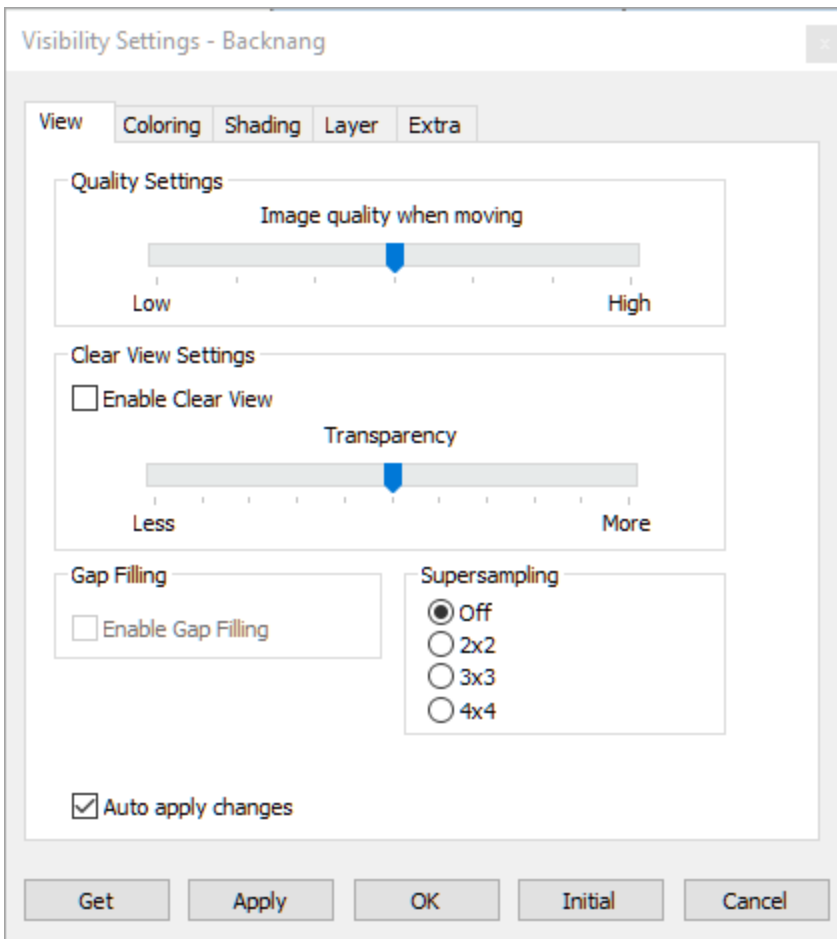 Visibility Settings - Backnang
x
View Coloring Shading Layer Extra
Quality Settings
Image quality when moving
Low High
Clear View Settings
Enable Clear View
Transparency
Less More
Gap Filling Supersampling
Enable Gap Filling
Off
2x2
3x3
4x4
Auto apply changes
Get Apply OK Initial Cancel